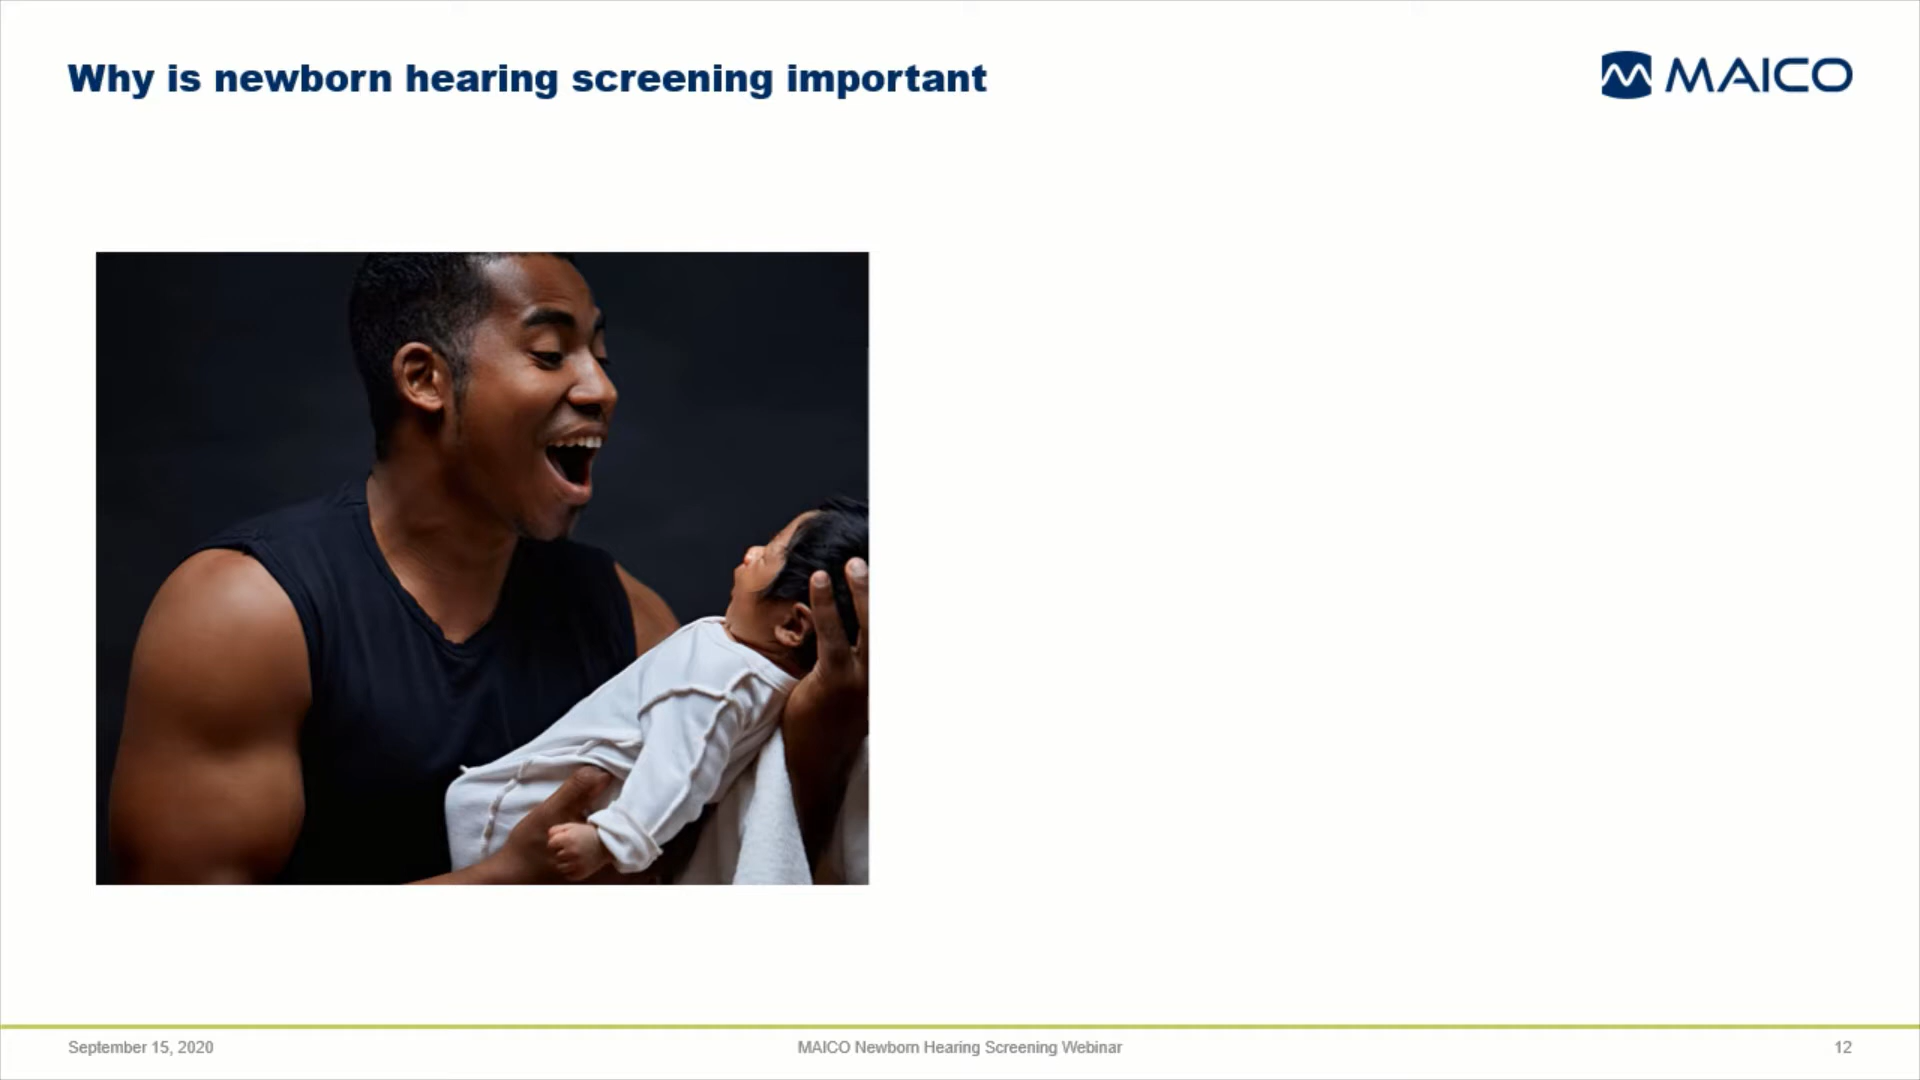 Why is newborn hearing screening important
MAICO
September 15, 2020
MAICO Newborn Hearing Screening Webinar
12